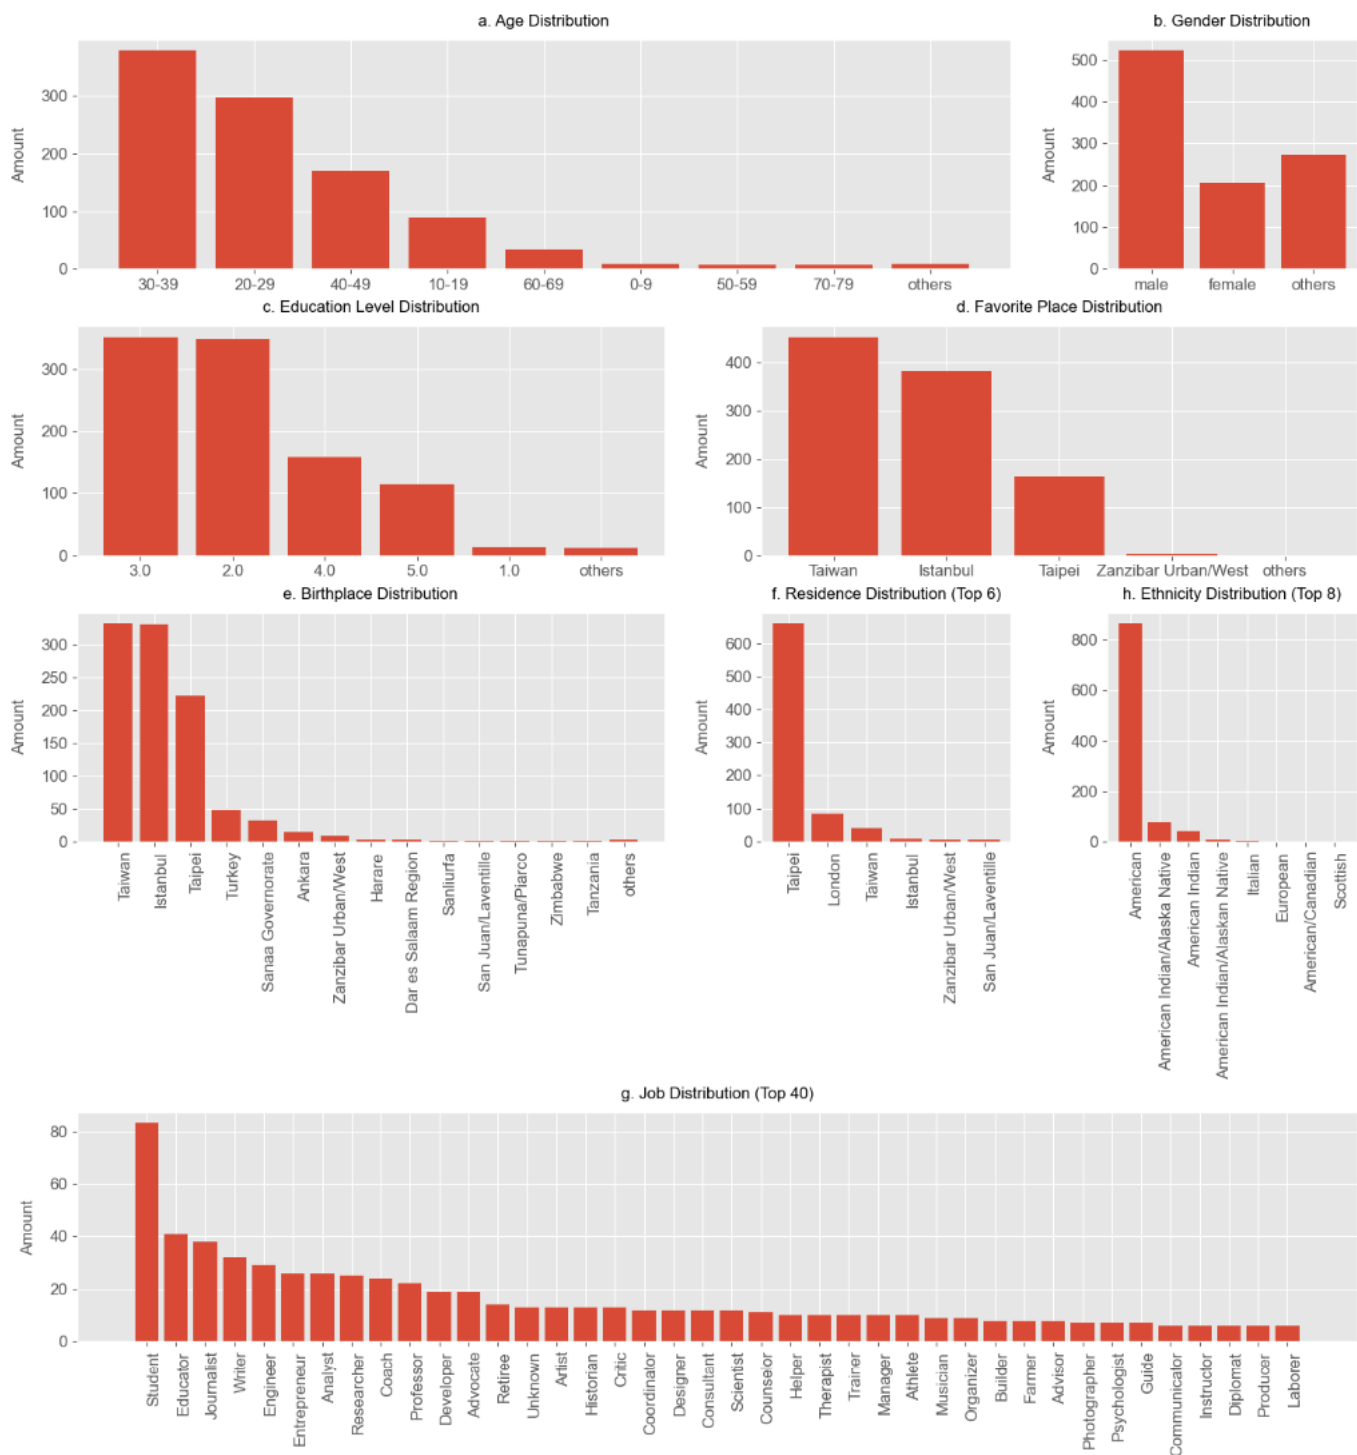 a. Age Distribution
Amount
300
200
100
0
30-39 20-29 40-49 10-19 60-69 0-9 50-59 70-79 others
b. Gender Distribution
Amount
500
400
300
200
100
0
male female others
c. Education Level Distribution
Amount
300
200
100
0
3.0 2.0 4.0 5.0 1.0 others
d. Favorite Place Distribution
Amount
400
300
200
100
0
Taiwan Istanbul Taipei Zanzibar Urban/West others
e. Birthplace Distribution
Amount
300
250
200
150
100
50
0
Taiwan
Istanbul
Taipei
Turkey
Sanaa Governorate
Ankara
Zanzibar Urban/West
Harare
Dar es Salaam Region
Sanliurfa
San Juan/Laventille
Tunapuna/Piarco
Zimbabwe
Tanzania
others
f. Residence Distribution (Top 6)
Amount
600
500
400
300
200
100
0
Taipei
London
Taiwan
Istanbul
Zanzibar Urban/West
San Juan/Laventille
h. Ethnicity Distribution (Top 8)
Amount
800
600
400
200
0
American
American Indian/Alaska Native
American Indian
American Indian/Alaskan Native
Italian
European
American/Canadian
Scottish
g. Job Distribution (Top 40)
Amount
80
60
40
20
0
Student
Educator
Journalist
Writer
Engineer
Entrepreneur
Analyst
Researcher
Coach
Professor
Developer
Advocate
Retiree
Unknown
Artist
Historian
Critic
Coordinator
Designer
Consultant
Scientist
Counselor
Helper
Therapist
Trainer
Manager
Athlete
Musician
Organizer
Builder
Farmer
Advisor
Photographer
Psychologist
Guide
Communicator
Instructor
Diplomat
Producer
Laborer